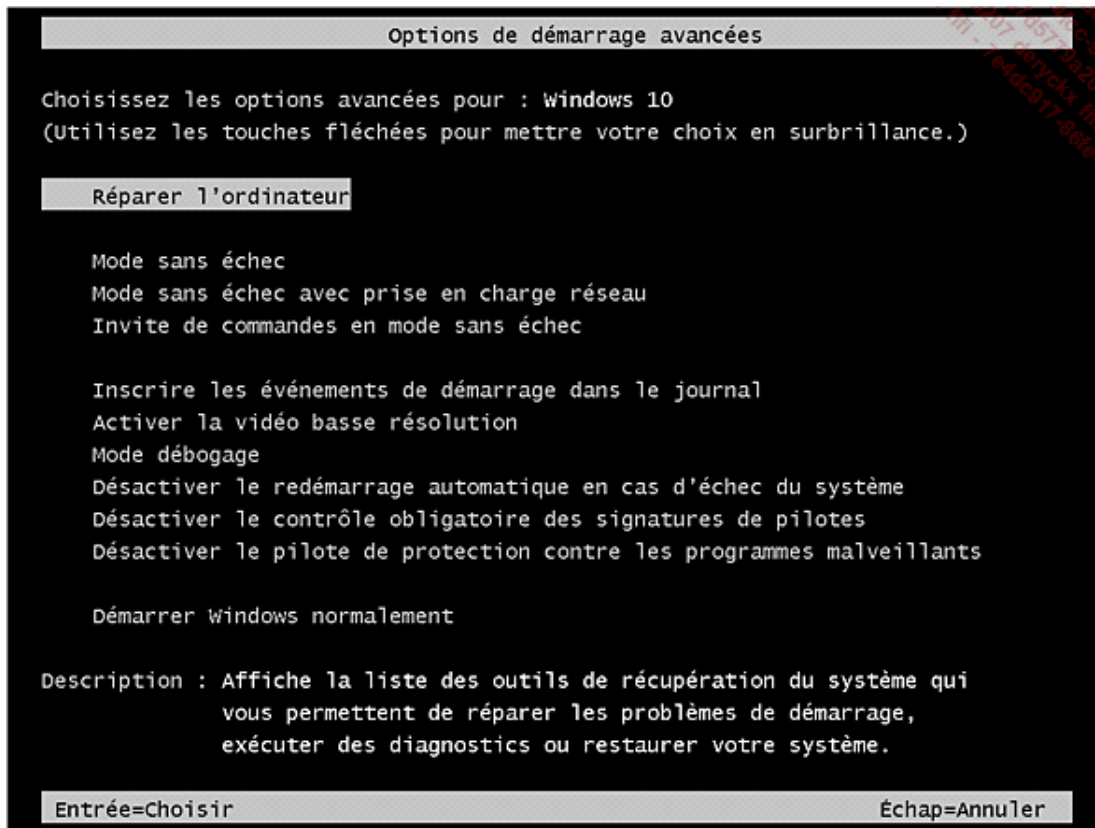 Options de démarrage avancées
Choisissez les options avancées pour : Windows 10
(Utilisez les touches fléchées pour mettre votre choix en surbrillance.)
Réparer l'ordinateur
Mode sans échec
Mode sans échec avec prise en charge réseau
Invite de commandes en mode sans échec
Inscrire les événements de démarrage dans le journal
Activer la vidéo basse résolution
Mode débogage
Désactiver le redémarrage automatique en cas d'échec du système
Désactiver le contrôle obligatoire des signatures de pilotes
Désactiver le pilote de protection contre les programmes malveillants
Démarrer Windows normalement
Description : Affiche la liste des outils de récupération du système qui
vous permettent de réparer les problèmes de démarrage,
exécuter des diagnostics ou restaurer votre système.
Entrée=Choisir Échap=Annuler